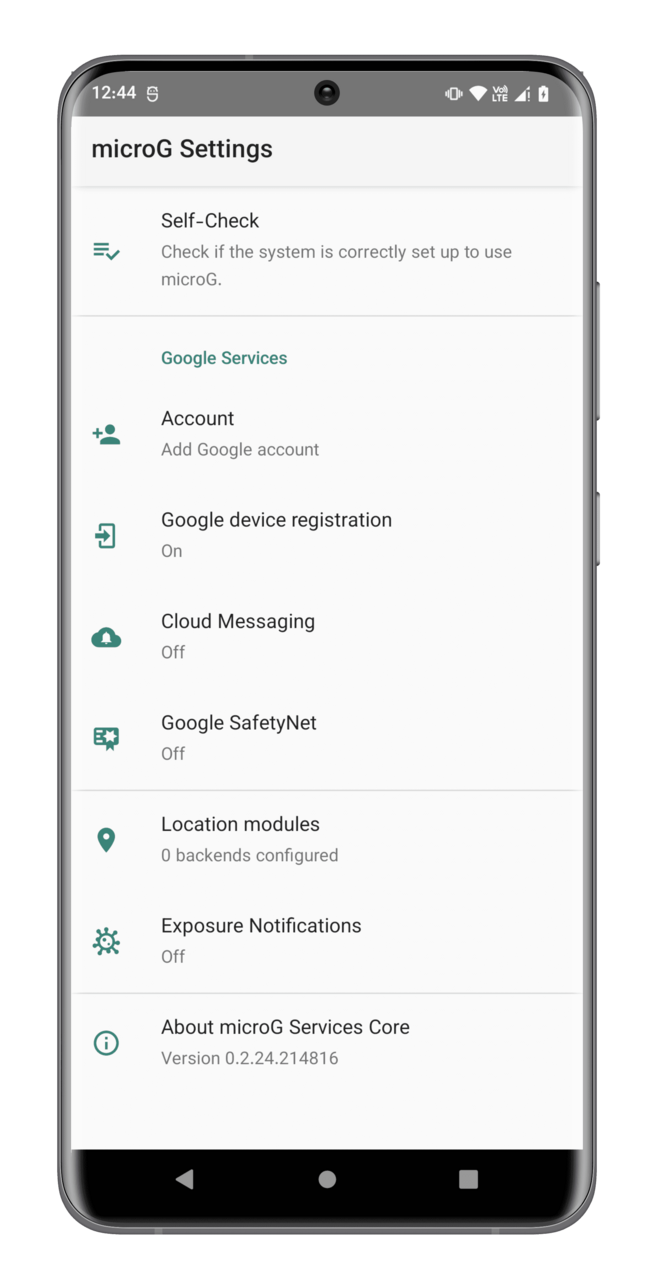 12:44
Vo)) LTE
microG Settings
Self-Check
Check if the system is correctly set up to use
microG.
Google Services
Account
Add Google account
Google device registration
On
Cloud Messaging
Off
Google SafetyNet
Off
Location modules
0 backends configured
Exposure Notifications
Off
About microG Services Core
Version 0.2.24.214816